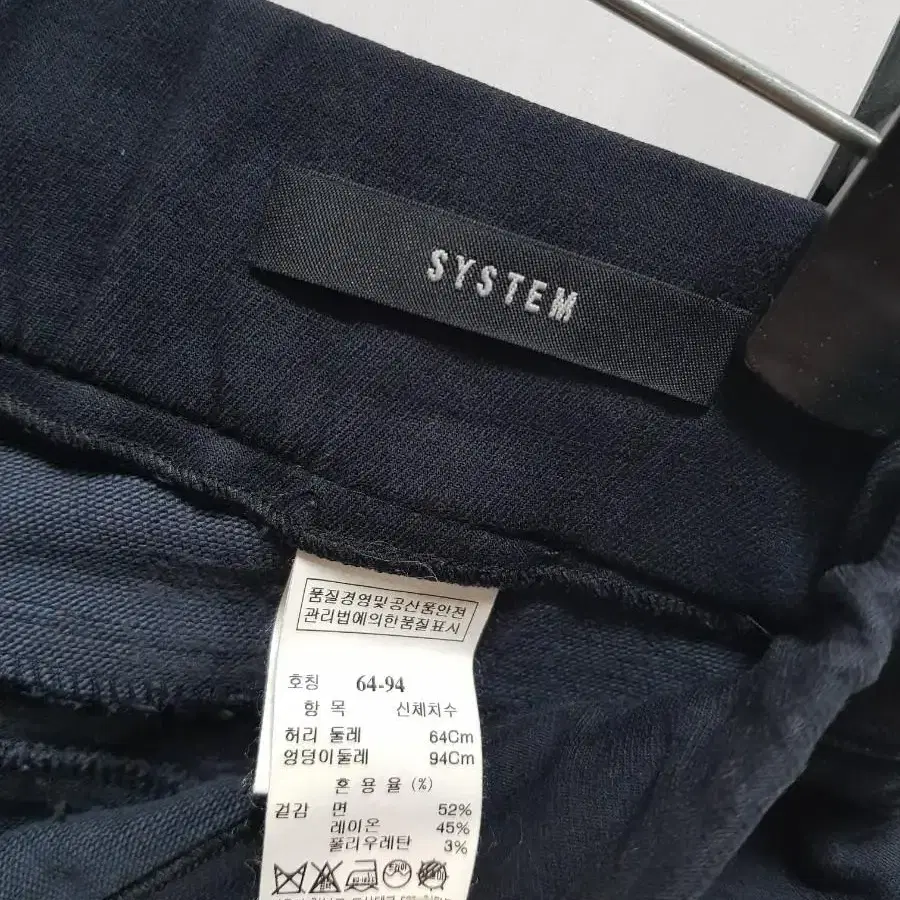 SYSTEM
품질경영및공산품안전
관리법에의한품질표시
호칭 64-94
항 목 신체치수
허리 둘레 64Cm
엉덩이둘레 94Cm
혼 용 율 (%)
겉감 면 52%
레이온 45%
폴리우레탄 3%